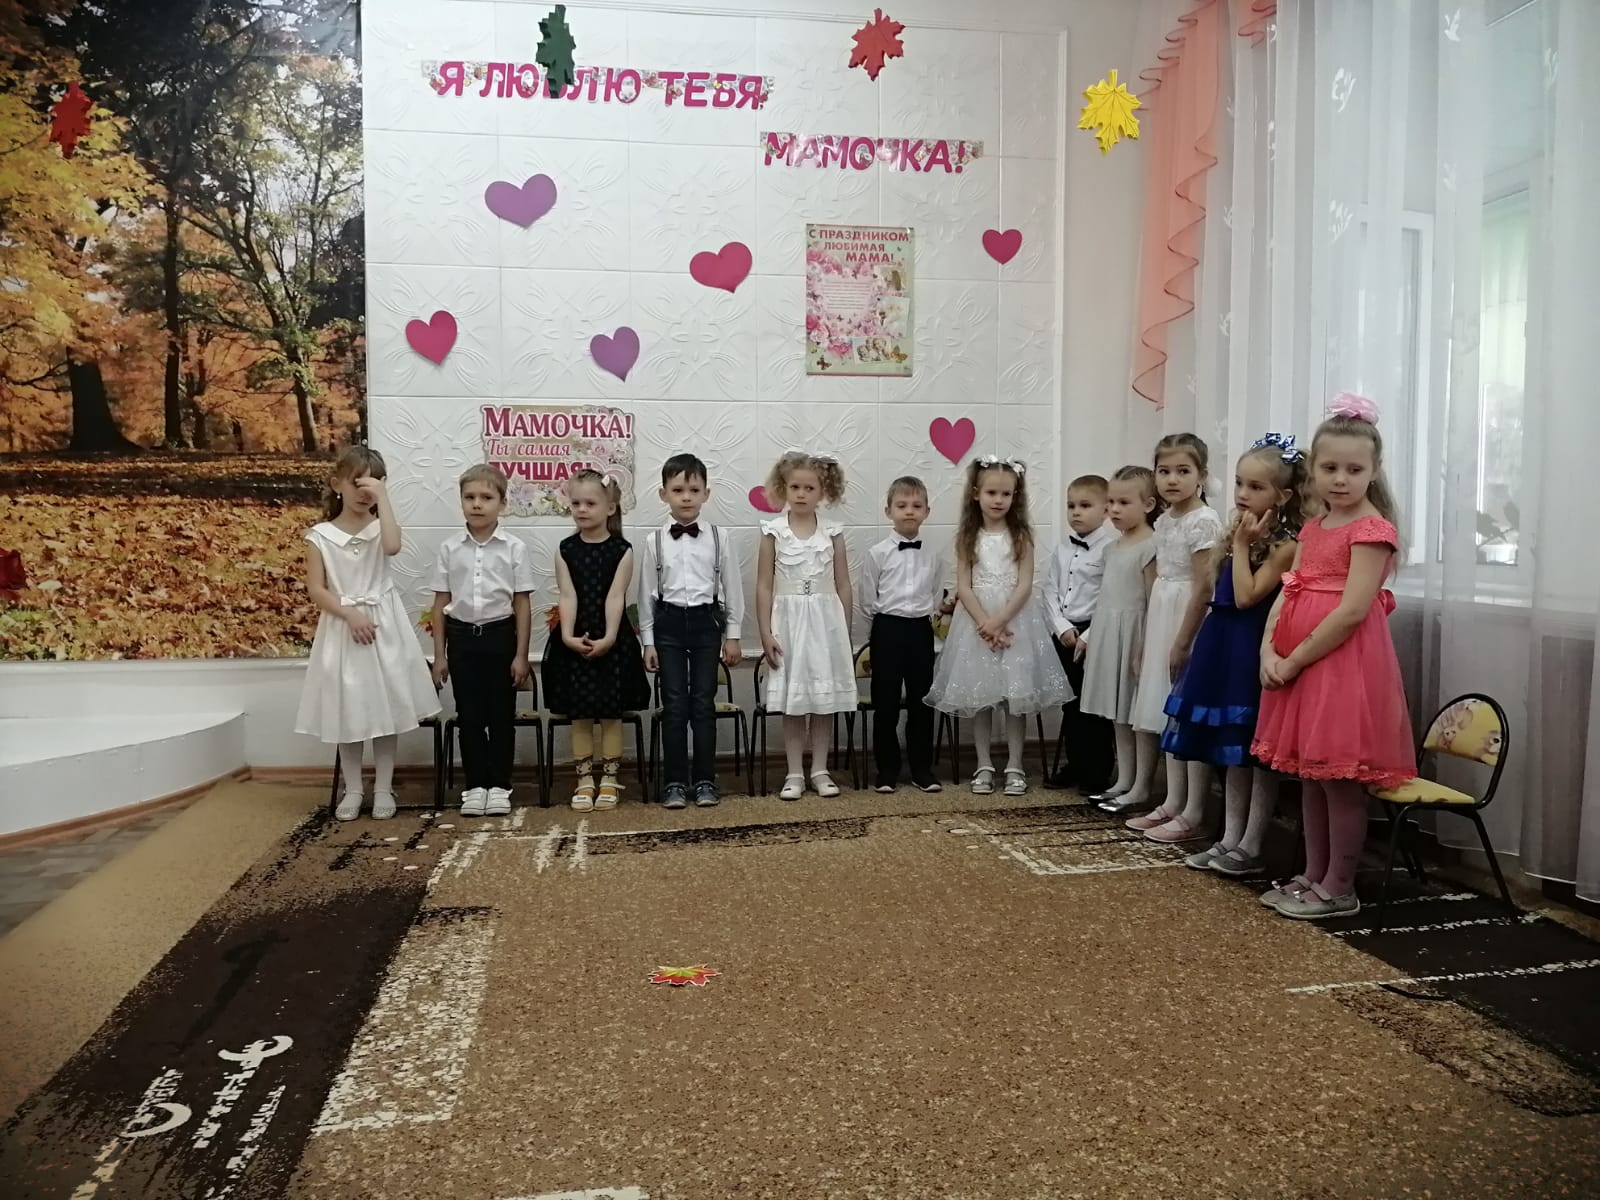 Я ЛЮБЛЮ ТЕБЯ,
МАМОЧКА!
С ПРАЗДНИКОМ
ЛЮБИМАЯ
МАМА!
МАМОЧКА!
Ты самая
ЛУЧШАЯ!